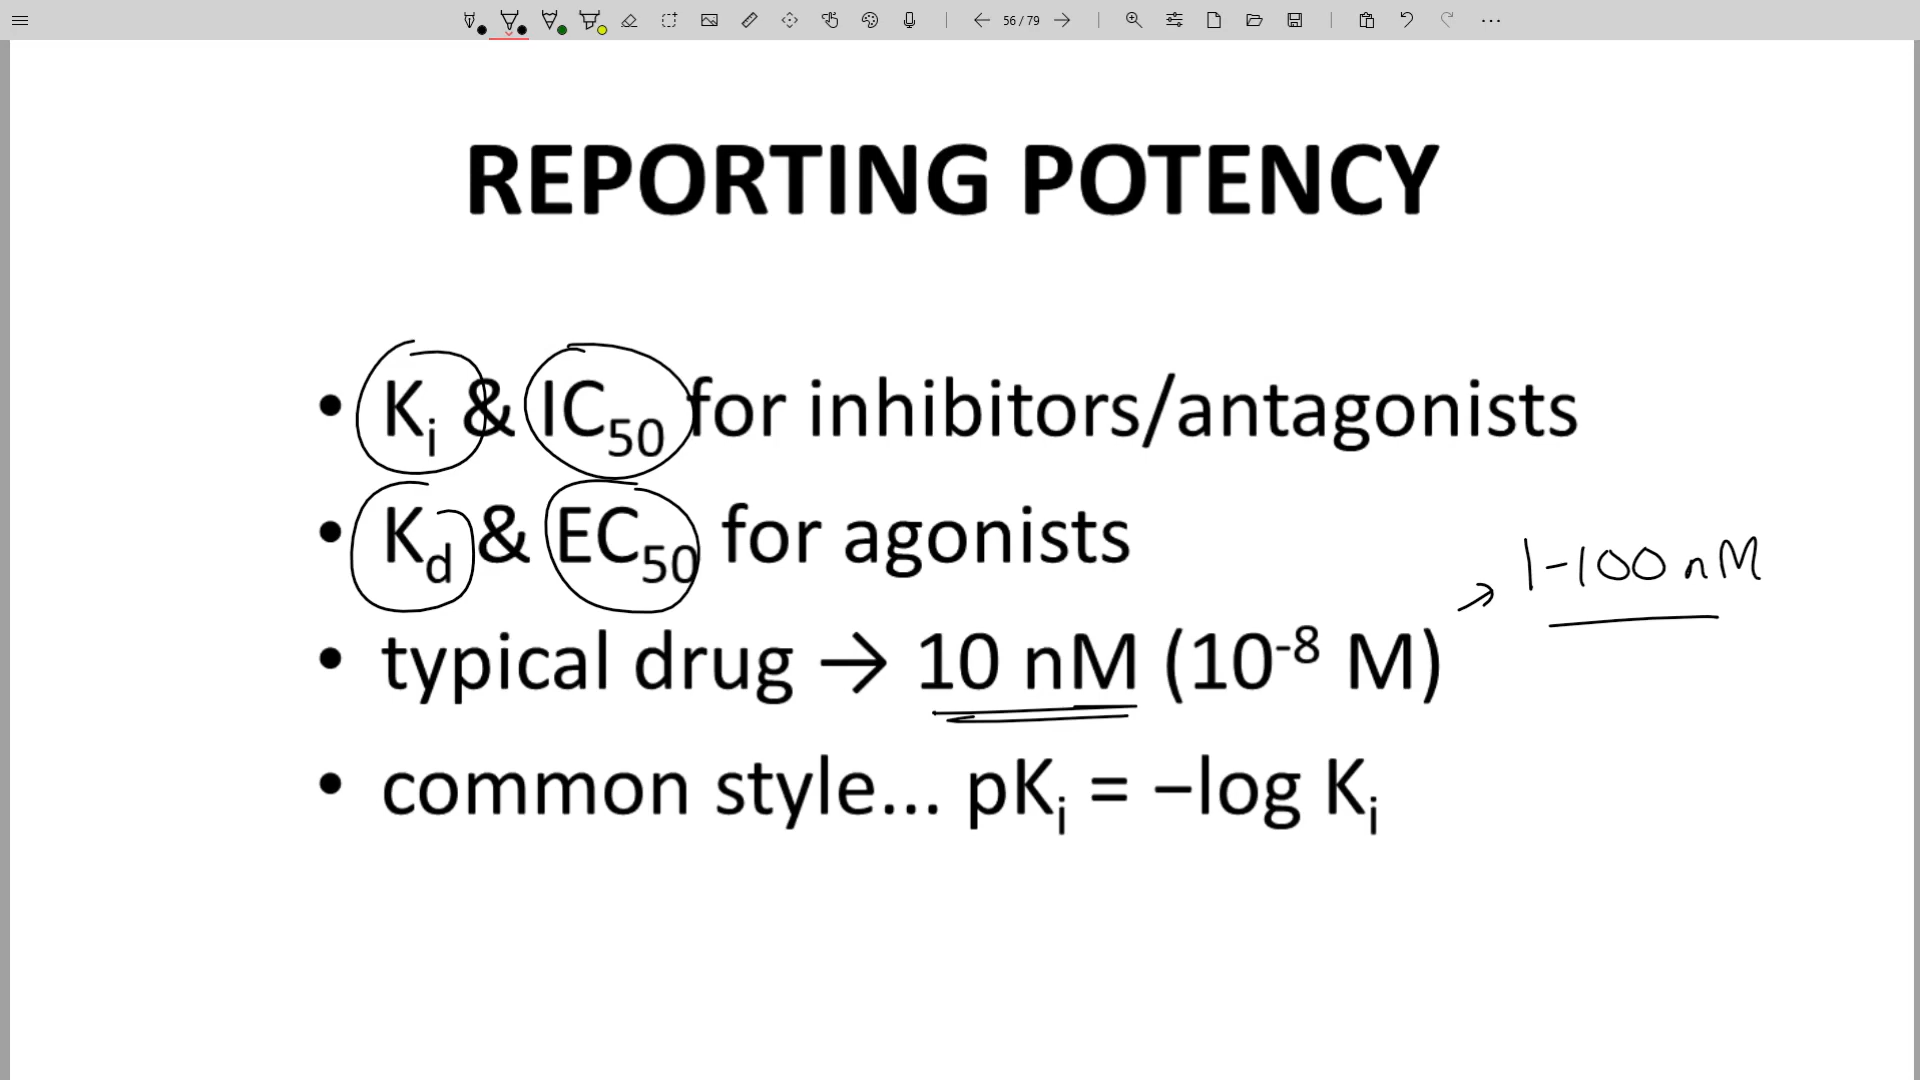 56 / 79
REPORTING POTENCY
• Kᵢ & IC₅₀ for inhibitors/antagonists
• K_d & EC₅₀ for agonists
1-100 nM
• typical drug → 10 nM (10⁻⁸ M) →
• common style... pKᵢ = −log Kᵢ